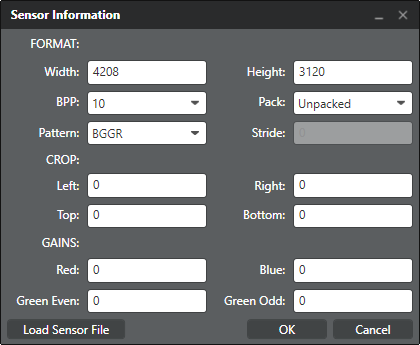 Sensor Information
FORMAT:
Width: 4208 Height: 3120
BPP: 10 Pack: Unpacked
Pattern: BGGR Stride: 0
CROP:
Left: 0 Right: 0
Top: 0 Bottom: 0
GAINS:
Red: 0 Blue: 0
Green Even: 0 Green Odd: 0
Load Sensor File OK Cancel